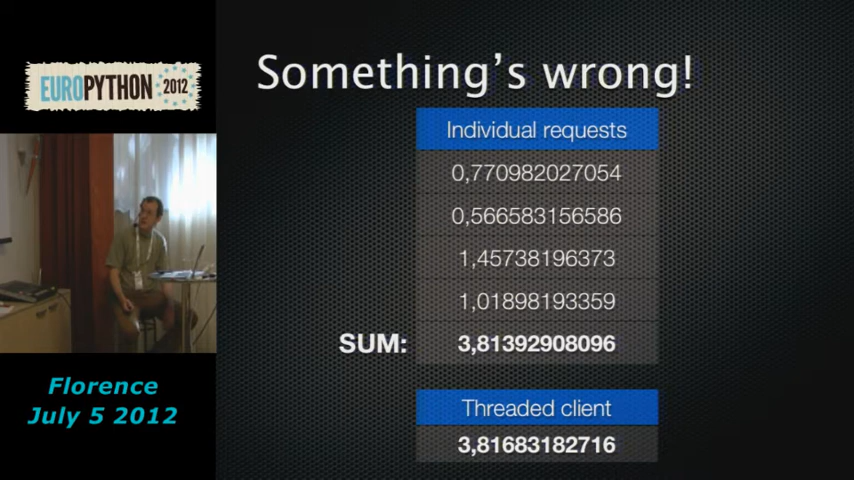 EUROPYTHON 2012
Something's wrong!
Individual requests
0,770982027054
0,566583156586
1,45738196373
1,01898193359
SUM: 3,81392908096
Threaded client
3,81683182716
Florence
July 5 2012